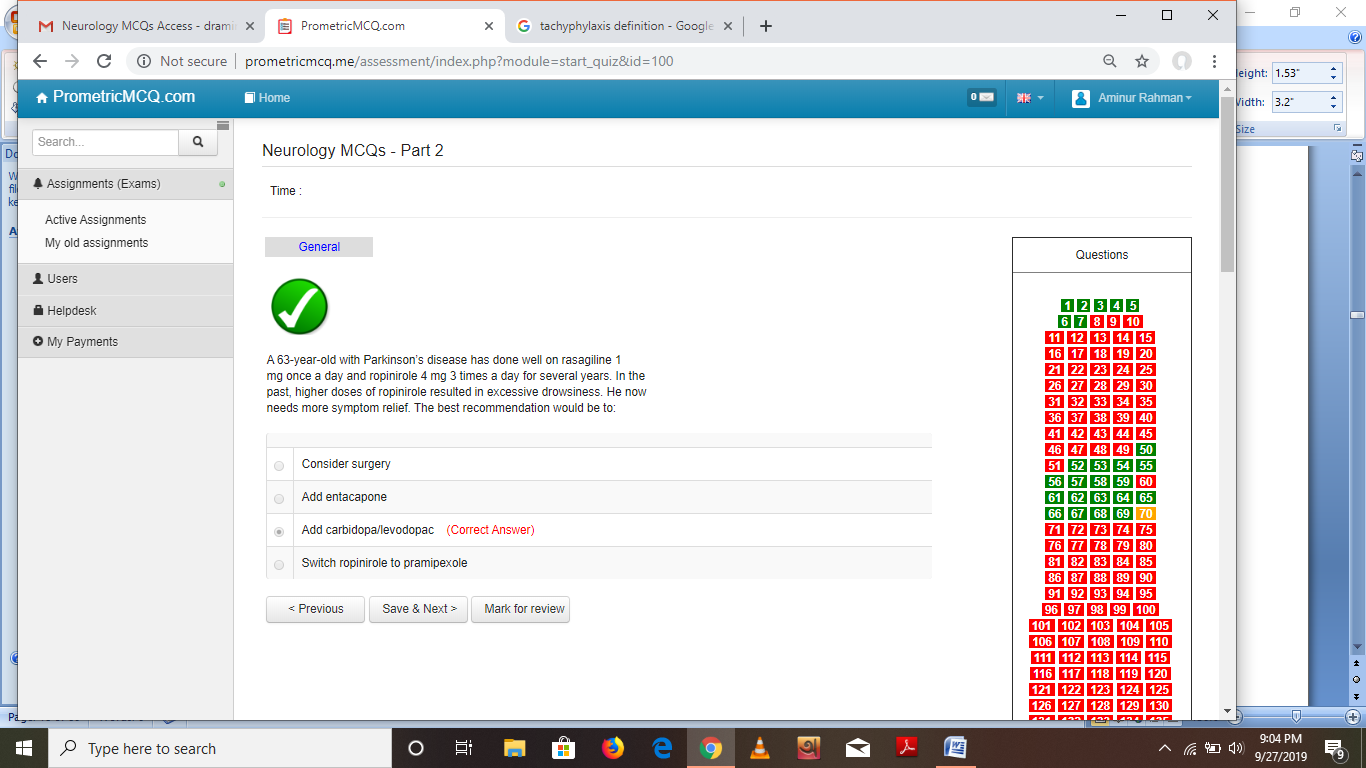 Neurology MCQs Access - drami
PrometricMCQ.com
tachyphylaxis definition - Google
Not secure | prometricmcq.me/assessment/index.php?module=start_quiz&id=100
eight: 1.53"
Vidth: 3.2"
Size
PrometricMCQ.com
Home
0
Aminur Rahman
Search...
Assignments (Exams)
Active Assignments
My old assignments
Users
Helpdesk
My Payments
Neurology MCQs - Part 2
Time :
General
A 63-year-old with Parkinson's disease has done well on rasagiline 1
mg once a day and ropinirole 4 mg 3 times a day for several years. In the
past, higher doses of ropinirole resulted in excessive drowsiness. He now
needs more symptom relief. The best recommendation would be to:
Consider surgery
Add entacapone
Add carbidopa/levodopac (Correct Answer)
Switch ropinirole to pramipexole
< Previous
Save & Next >
Mark for review
Questions
1 2 3 4 5
6 7 8 9 10
11 12 13 14 15
16 17 18 19 20
21 22 23 24 25
26 27 28 29 30
31 32 33 34 35
36 37 38 39 40
41 42 43 44 45
46 47 48 49 50
51 52 53 54 55
56 57 58 59 60
61 62 63 64 65
66 67 68 69 70
71 72 73 74 75
76 77 78 79 80
81 82 83 84 85
86 87 88 89 90
91 92 93 94 95
96 97 98 99 100
101 102 103 104 105
106 107 108 109 110
111 112 113 114 115
116 117 118 119 120
121 122 123 124 125
126 127 128 129 130
Type here to search
9:04 PM
9/27/2019
9